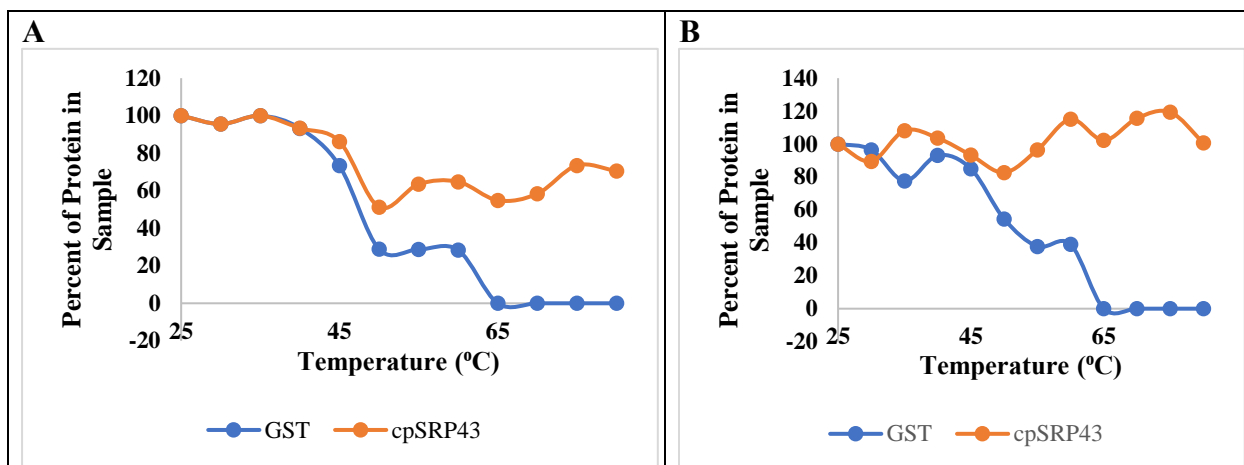 A
120
100
80
60
40
20
0
-20
25
45
65
Percent of Protein in
Sample
Temperature (⁰C)
GST
cpSRP43
B
140
120
100
80
60
40
20
0
-20
25
45
65
Percent of Protein in
Sample
Temperature (⁰C)
GST
cpSRP43